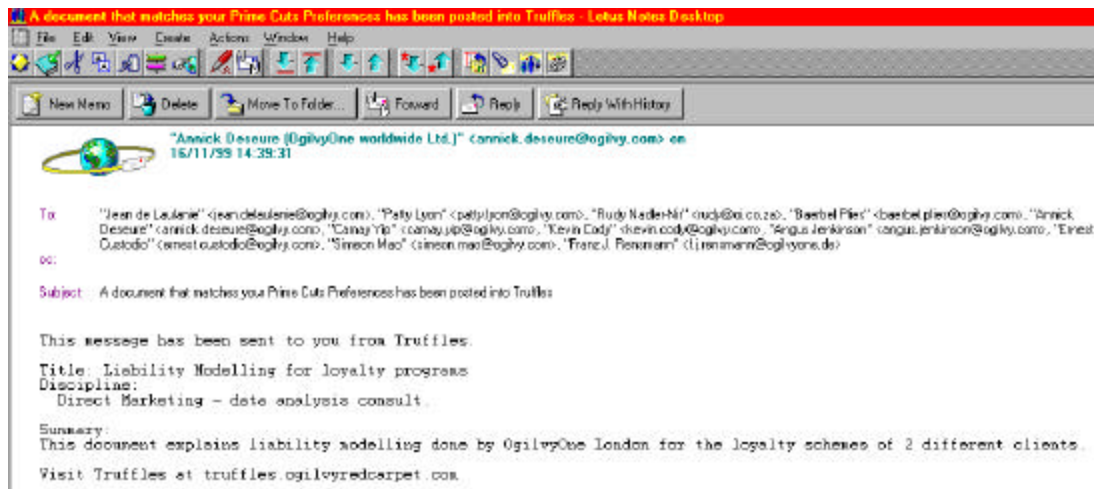 A document that matches your Prime Cuts Preferences has been posted into Truffles - Lotus Notes Desktop
File Edit View Create Actions Window Help
New Memo Delete Move To Folder... Forward Reply Reply With History
"Annick Deseure (OgilvyOne worldwide Ltd.)" <annick.deseure@ogilvy.com> on
16/11/99 14:39:31
To: "Jean de Laulanie" <jean.delaulanie@ogilvy.com>, "Patty Lyon" <patty.lyon@ogilvy.com>, "Rudy Nadler-Nir" <rudy@oi.co.za>, "Baerbel Plies" <baerbel.plies@ogilvy.com>, "Annick
Deseure" <annick.deseure@ogilvy.com>, "Camay Yip" <camay.yip@ogilvy.com>, "Kevin Cody" <kevin.cody@ogilvy.com>, "Angus Jenkinson" <angus.jenkinson@ogilvy.com>, "Ernest
Custodio" <ernest.custodio@ogilvy.com>, "Simeon Mao" <simeon.mao@ogilvy.com>, "Franz J. Rensmann" <f.j.rensmann@ogilvyone.de>
cc:
Subject: A document that matches your Prime Cuts Preferences has been posted into Truffles
This message has been sent to you from Truffles.
Title: Liability Modelling for loyalty programs
Discipline:
Direct Marketing - data analysis consult.
Summary:
This document explains liability modelling done by OgilvyOne London for the loyalty schemes of 2 different clients.
Visit Truffles at truffles.ogilvyredcarpet.com